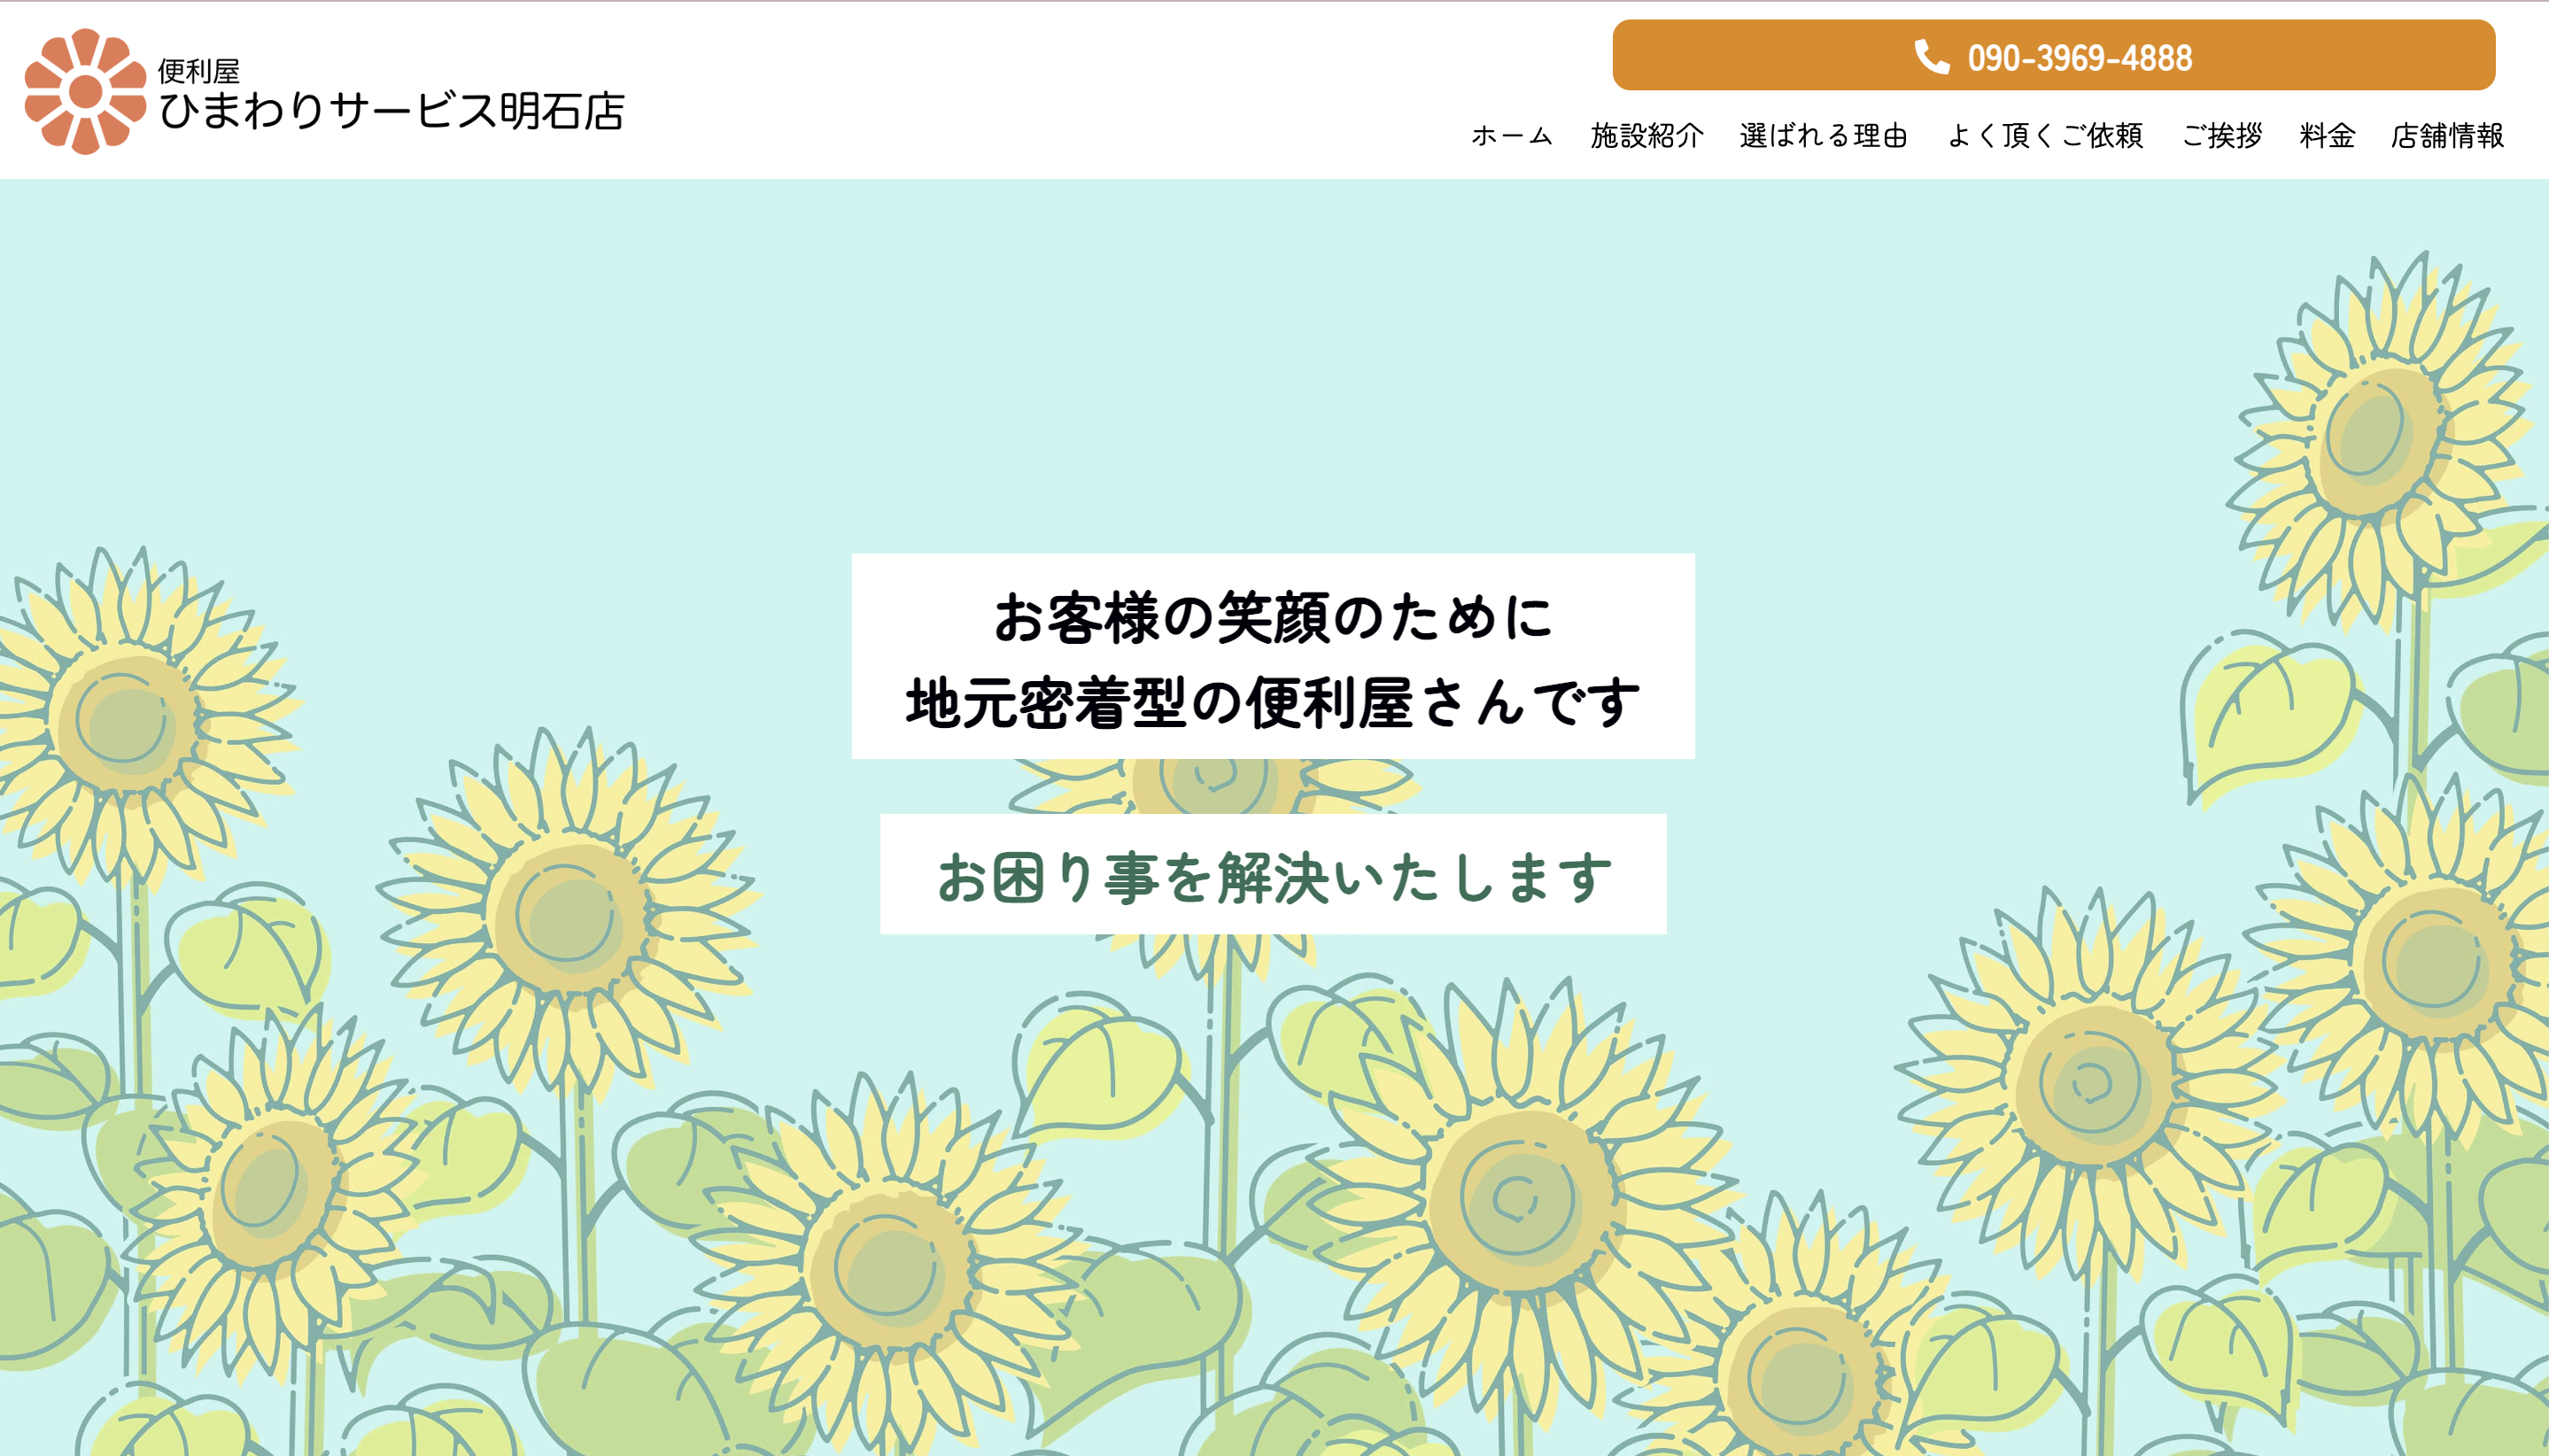 便利屋
ひまわりサービス明石店
090-3969-4888
ホーム 施設紹介 選ばれる理由 よく頂くご依頼 ご挨拶 料金 店舗情報
お客様の笑顔のために
地元密着型の便利屋さんです
お困り事を解決いたします